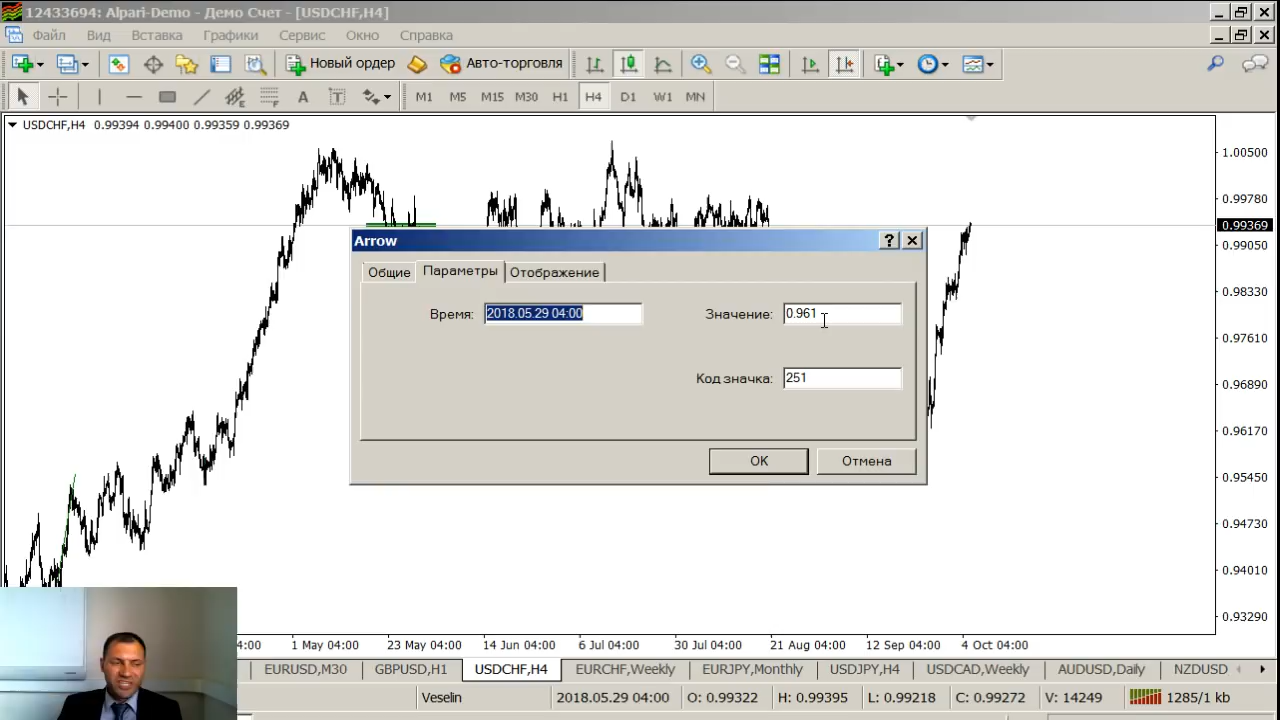 12433694: Alpari-Demo - Демо Счет - [USDCHF,H4]
Файл Вид Вставка Графики Сервис Окно Справка
Новый ордер Авто-торговля
A T M1 M5 M15 M30 H1 H4 D1 W1 MN
USDCHF,H4 0.99394 0.99400 0.99359 0.99369
1.00500
0.99780
0.99369
0.99050
0.98330
0.97610
0.96890
0.96170
0.95450
0.94730
0.94010
0.93290
Arrow
Общие Параметры Отображение
Время: 2018.05.29 04:00 Значение: 0.961
Код значка: 251
OK Отмена
4:00 1 May 04:00 23 May 04:00 14 Jun 04:00 6 Jul 04:00 30 Jul 04:00 21 Aug 04:00 12 Sep 04:00 4 Oct 04:00
EURUSD,M30 GBPUSD,H1 USDCHF,H4 EURCHF,Weekly EURJPY,Monthly USDJPY,H4 USDCAD,Weekly AUDUSD,Daily NZDUSD
Veselin 2018.05.29 04:00 O: 0.99322 H: 0.99395 L: 0.99218 C: 0.99272 V: 14249 1285/1 kb